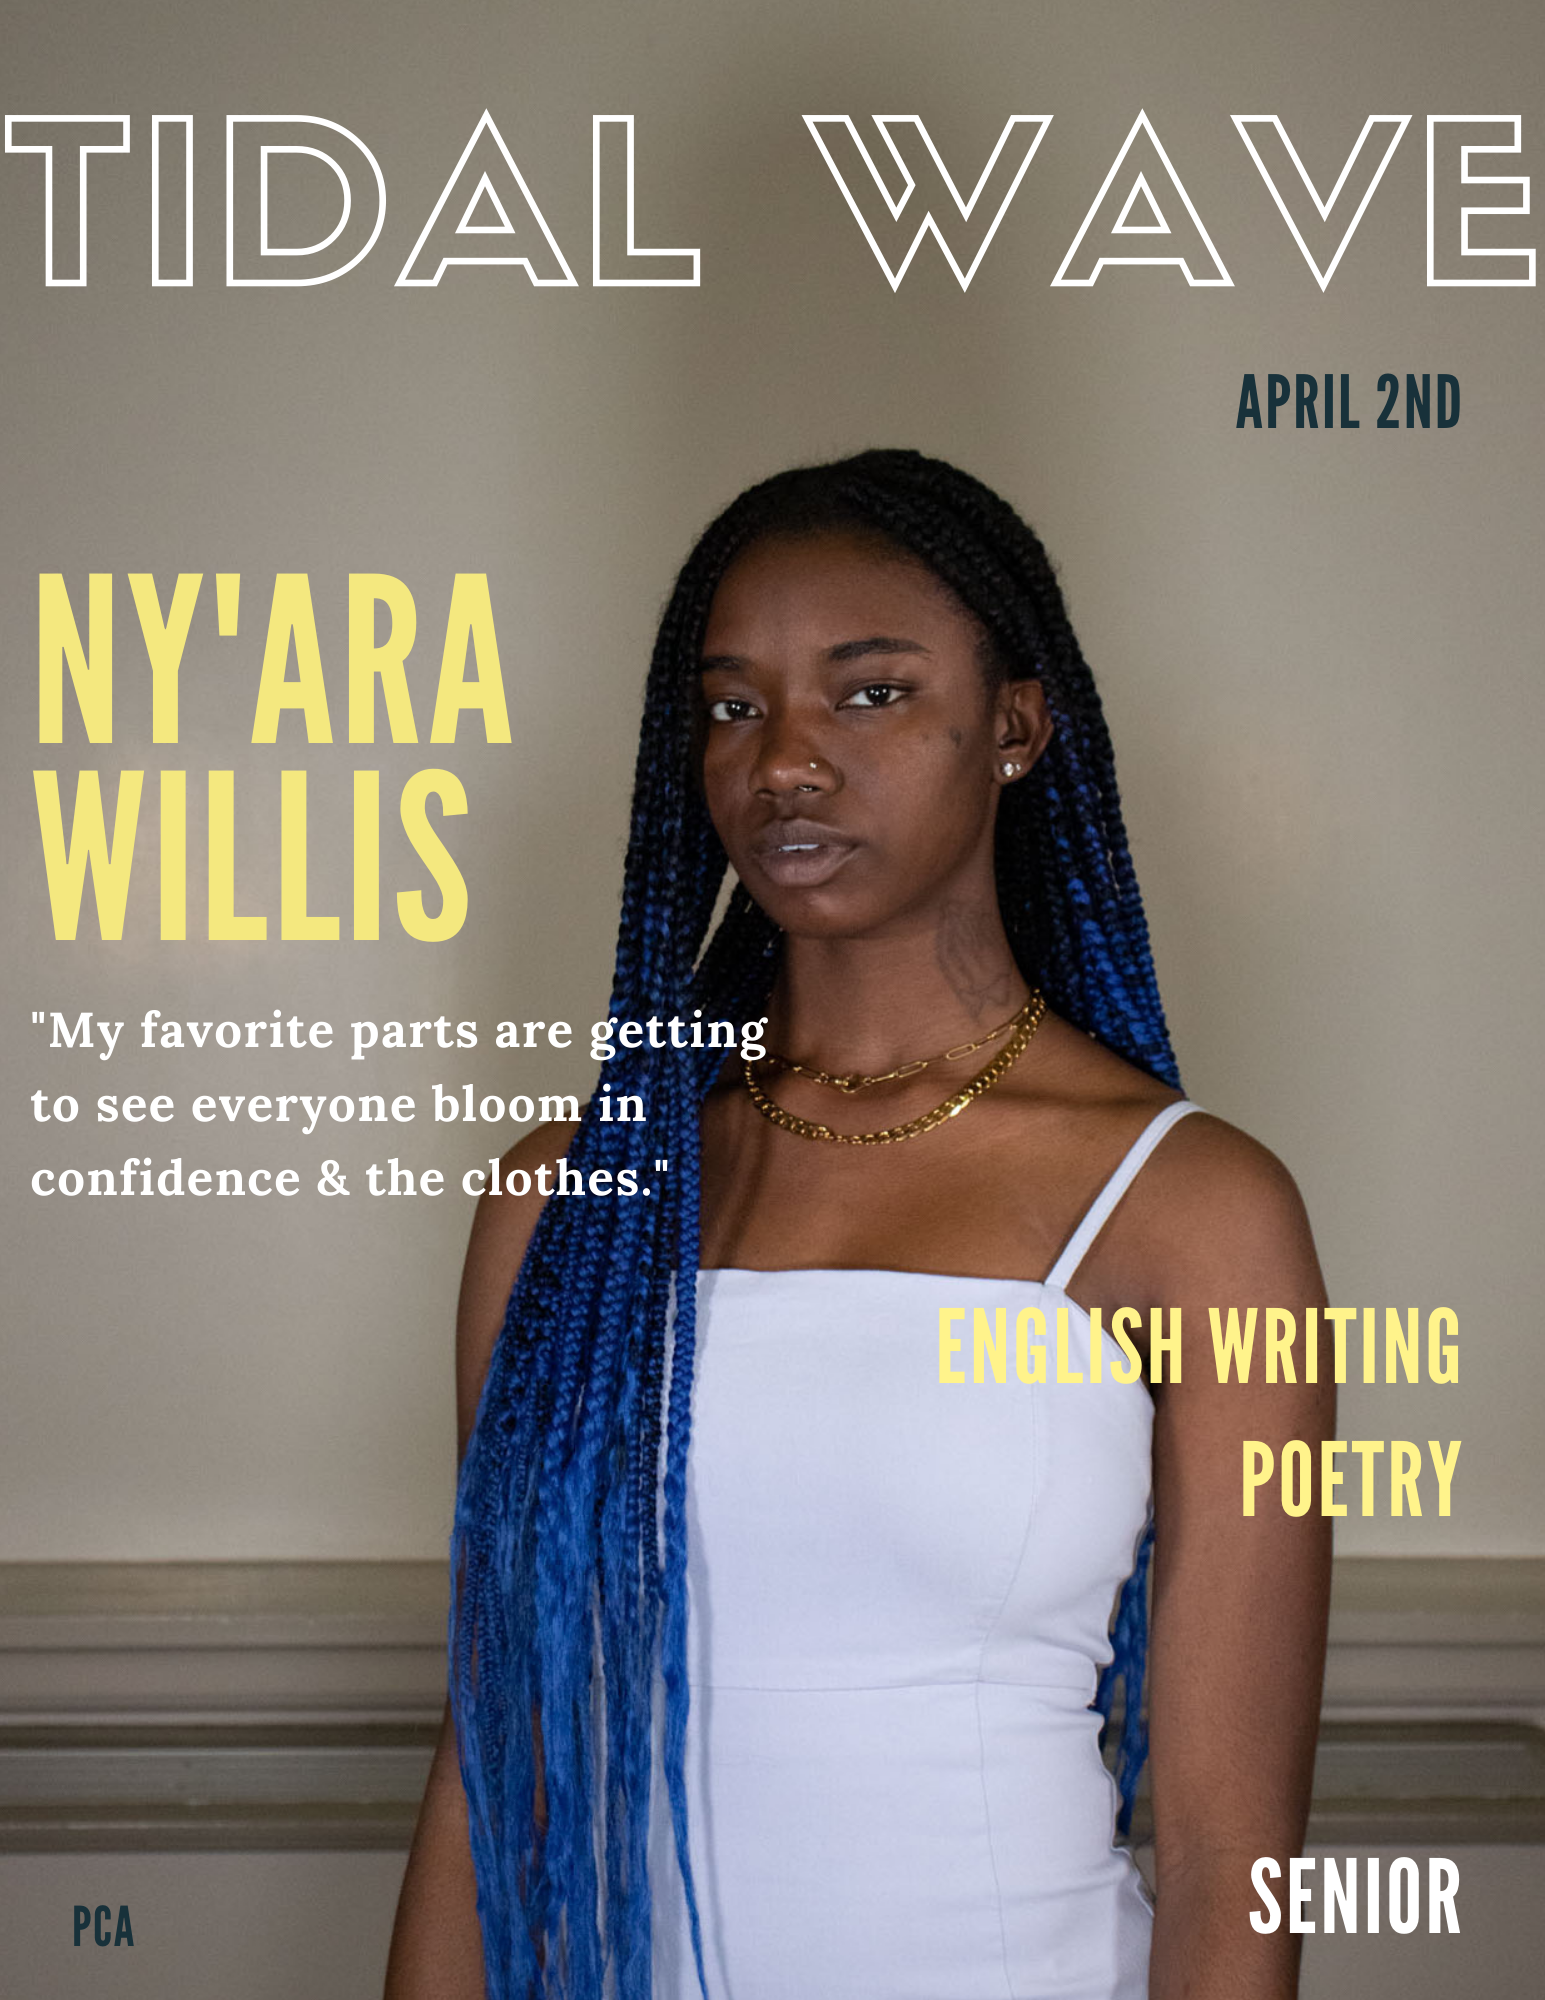 TIDAL WAVE
APRIL 2ND
NY'ARA
WILLIS
"My favorite parts are getting
to see everyone bloom in
confidence & the clothes."
ENGLISH WRITING
POETRY
SENIOR
PCA